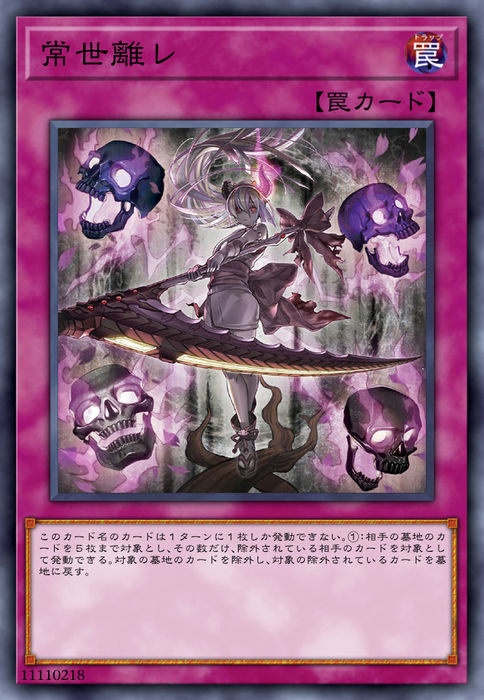 常世離レ
トラップ
罠
【罠カード】
このカード名のカードは1ターンに1枚しか発動できない。①：相手の墓地のカ
ードを5枚まで対象とし、その数だけ、除外されている相手のカードを対象とし
て発動できる。対象の墓地のカードを除外し、対象の除外されているカードを墓
地に戻す。
11110218